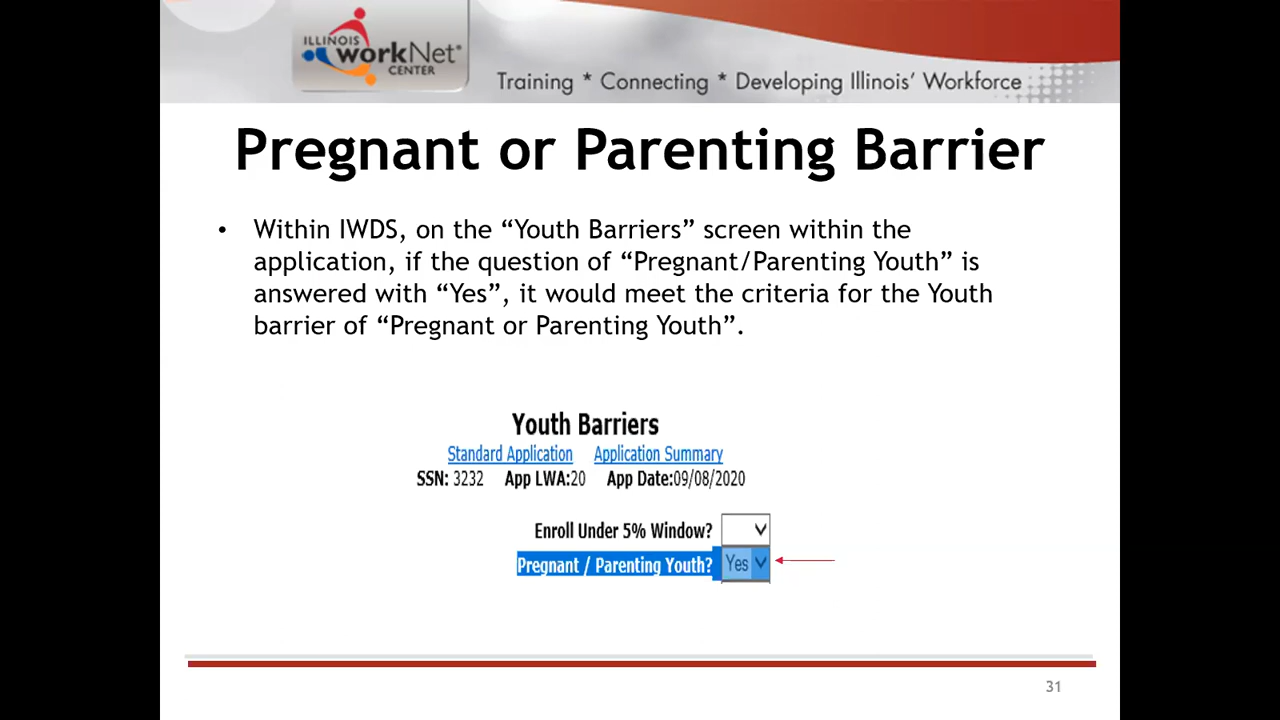 ILLINOIS
workNet®
CENTER
Training * Connecting * Developing Illinois’ Workforce
Pregnant or Parenting Barrier
• Within IWDS, on the “Youth Barriers” screen within the
application, if the question of “Pregnant/Parenting Youth” is
answered with “Yes”, it would meet the criteria for the Youth
barrier of “Pregnant or Parenting Youth”.
Youth Barriers
Standard Application Application Summary
SSN: 3232 App LWA:20 App Date:09/08/2020
Enroll Under 5% Window?
Pregnant / Parenting Youth? Yes
31